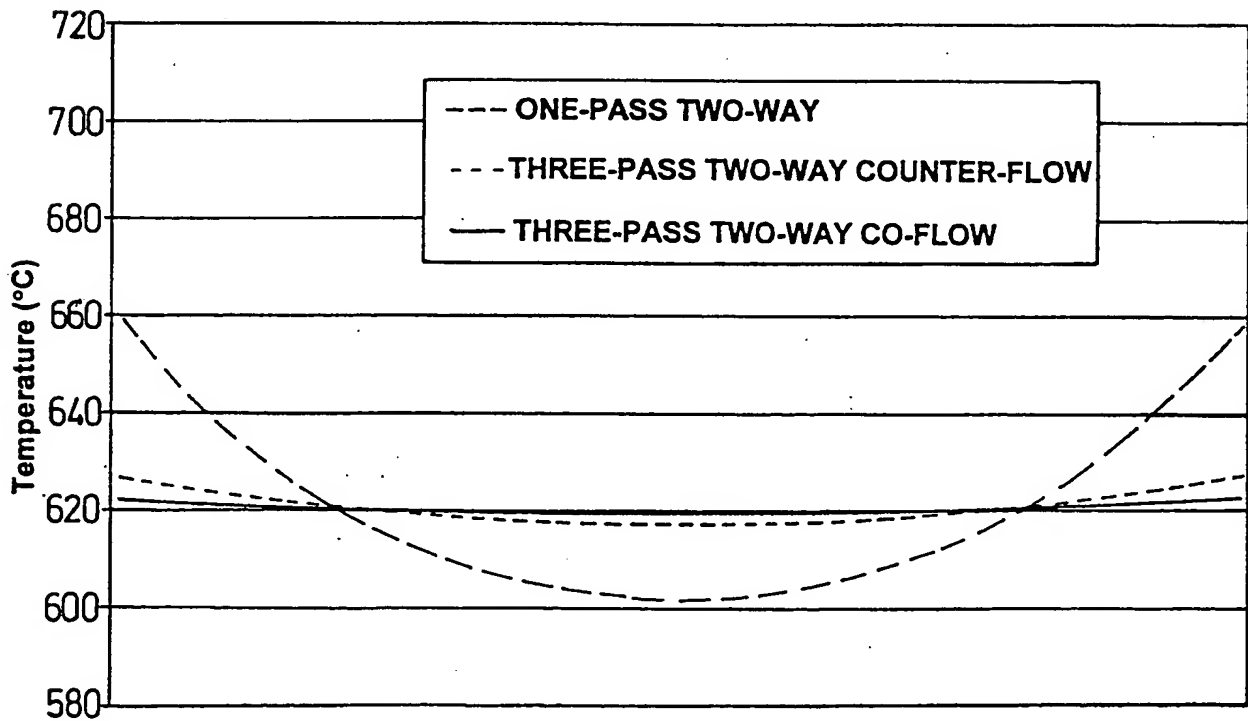 720
700
680
660
640
620
600
580
Temperature (°C)
ONE-PASS TWO-WAY
THREE-PASS TWO-WAY COUNTER-FLOW
THREE-PASS TWO-WAY CO-FLOW